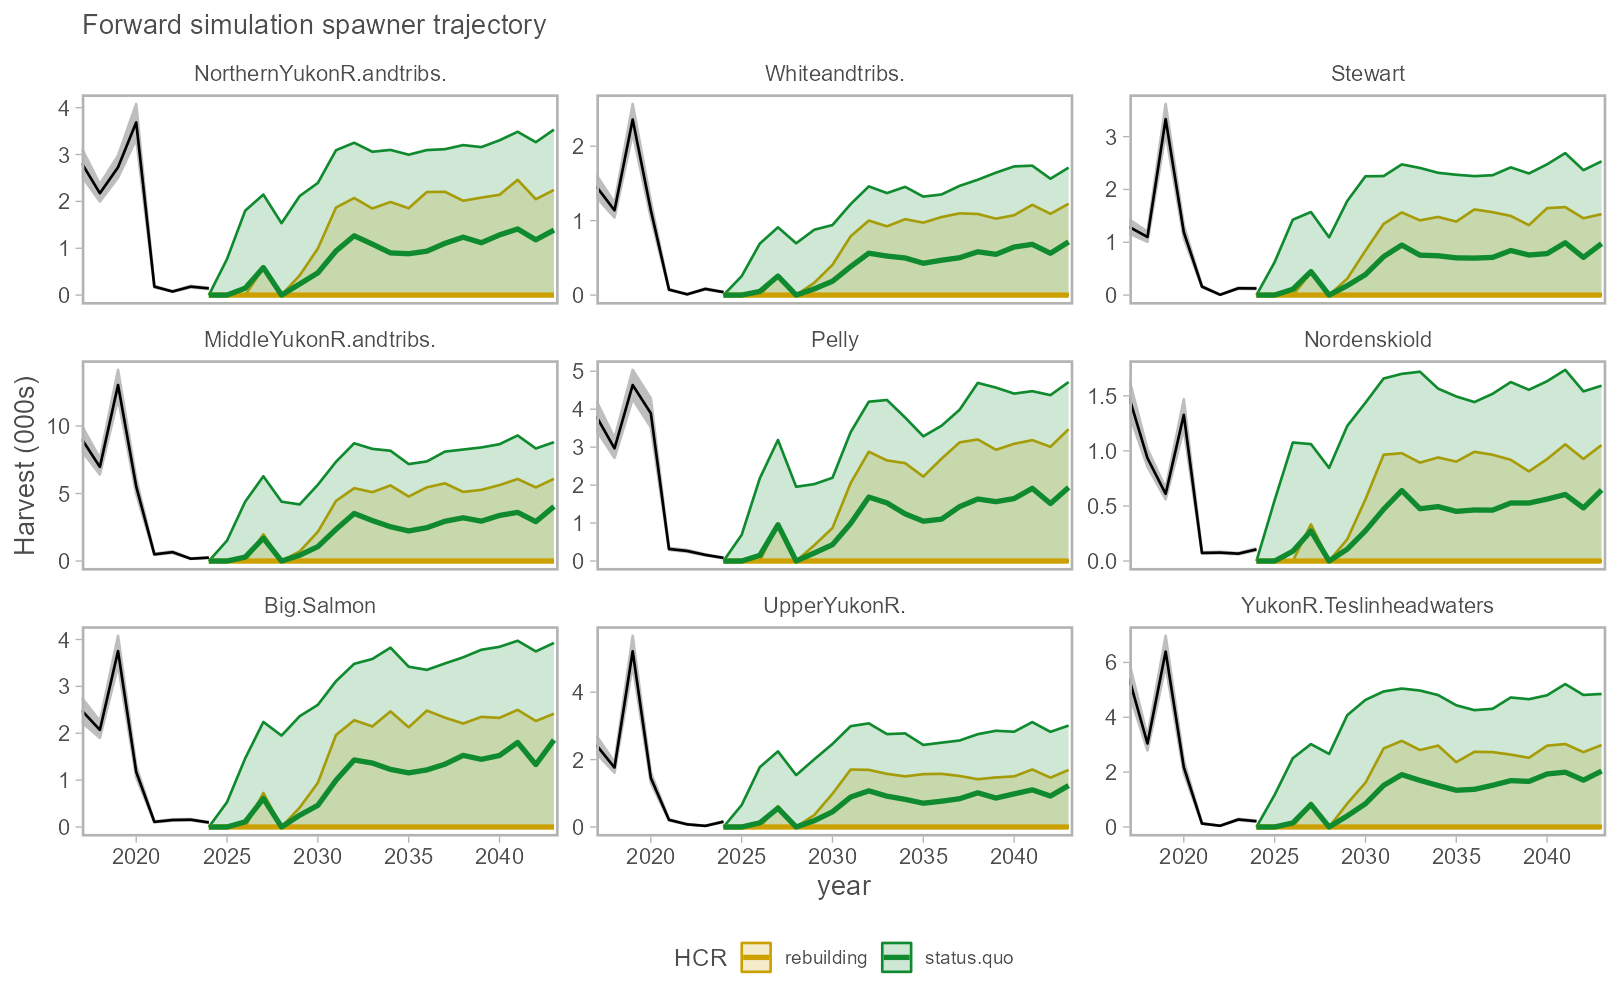 Forward simulation spawner trajectory
NorthernYukonR.andtribs.
Whiteandtribs.
Stewart
4
3
2
1
0
2
1
0
3
2
1
0
MiddleYukonR.andtribs.
Pelly
Nordenskiold
Harvest (000s)
10
5
0
5
4
3
2
1
0
1.5
1.0
0.5
0.0
Big.Salmon
UpperYukonR.
YukonR.Teslinheadwaters
4
3
2
1
0
4
2
0
6
4
2
0
2020 2025 2030 2035 2040
2020 2025 2030 2035 2040
2020 2025 2030 2035 2040
year
HCR rebuilding status.quo